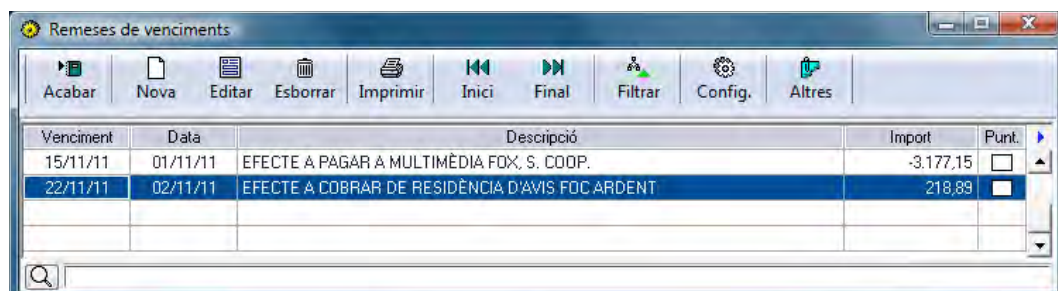 Remeses de venciments
Acabar Nova Editar Esborrar Imprimir Inici Final Filtrar Config. Altres
Venciment Data Descripció Import Punt.
15/11/11 01/11/11 EFECTE A PAGAR A MULTIMÈDIA FOX, S. COOP. -3.177,15
22/11/11 02/11/11 EFECTE A COBRAR DE RESIDÈNCIA D'AVIS FOC ARDENT 218,89